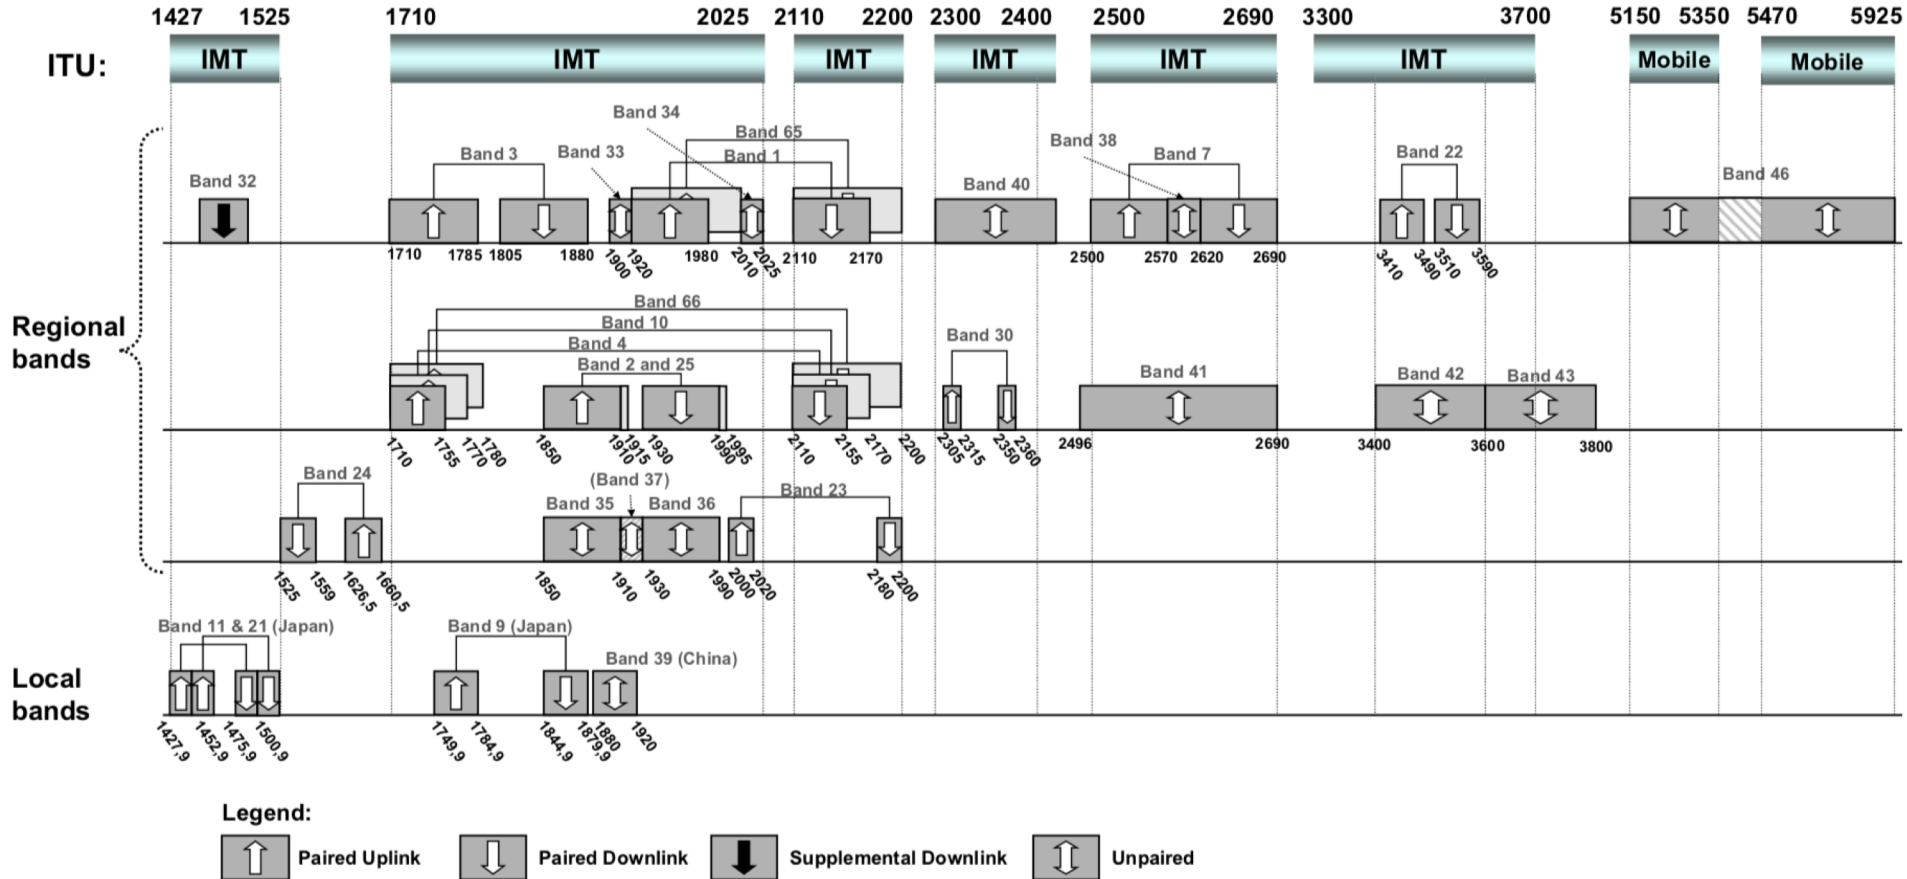 1427 1525 1710 2025 2110 2200 2300 2400 2500 2690 3300 3700 5150 5350 5470 5925
ITU: IMT IMT IMT IMT IMT IMT Mobile Mobile
Band 34
Band 65
Band 38
Band 3 Band 33 Band 1 Band 7 Band 22
Band 32 Band 40 Band 46
1710 1785 1805 1880 1900 1920 1980 2010 2025 2110 2170 2500 2570 2620 2690 3410 3490 3510 3590
Regional
bands
Band 66
Band 10
Band 4
Band 2 and 25
Band 30
Band 41 Band 42 Band 43
1710 1755 1770 1780 1850 1910 1915 1930 1990 1995 2110 2155 2170 2200 2305 2315 2350 2360 2496 2690 3400 3600 3800
Band 24 (Band 37)
Band 35 Band 36 Band 23
1525 1559 1626,5 1660,5 1850 1910 1930 1990 2000 2020 2180 2200
Band 11 & 21 (Japan) Band 9 (Japan)
Band 39 (China)
Local
bands
1427,9 1452,9 1475,9 1500,9 1749,9 1784,9 1844,9 1879,9 1880 1920
Legend:
Paired Uplink Paired Downlink Supplemental Downlink Unpaired